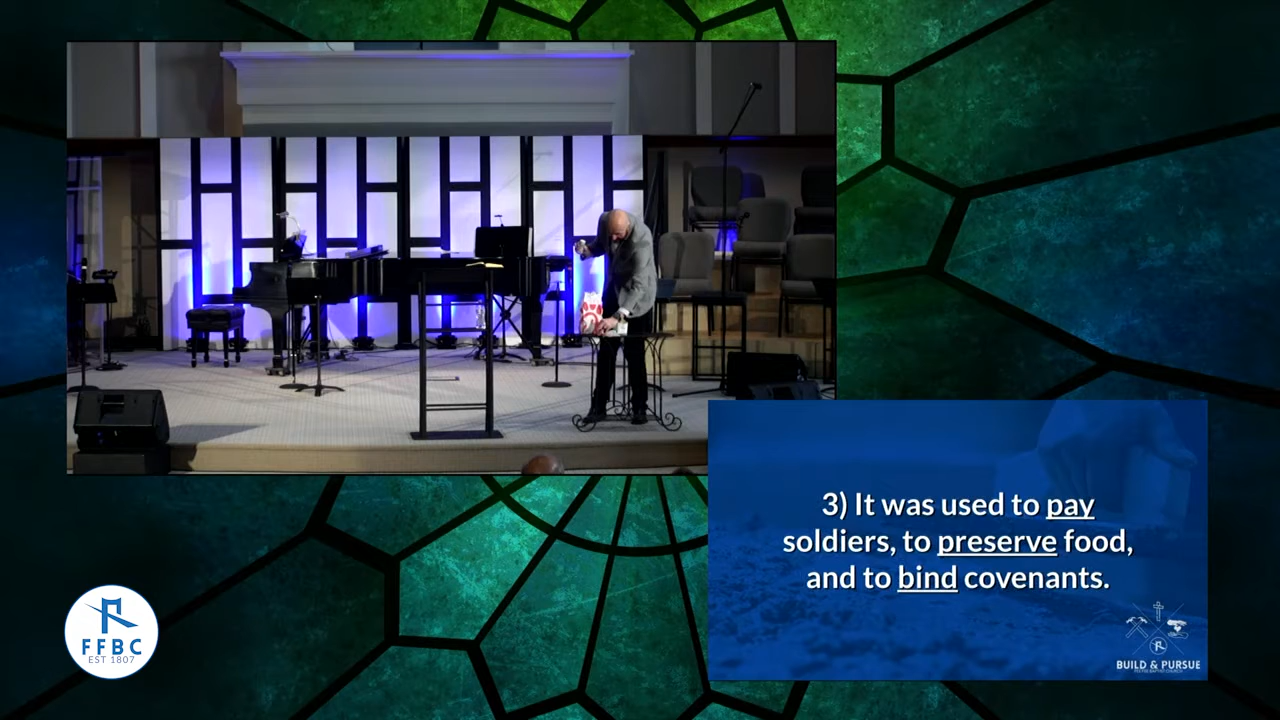 3) It was used to pay
soldiers, to preserve food,
and to bind covenants.
BUILD & PURSUE
FFBC
EST 1807